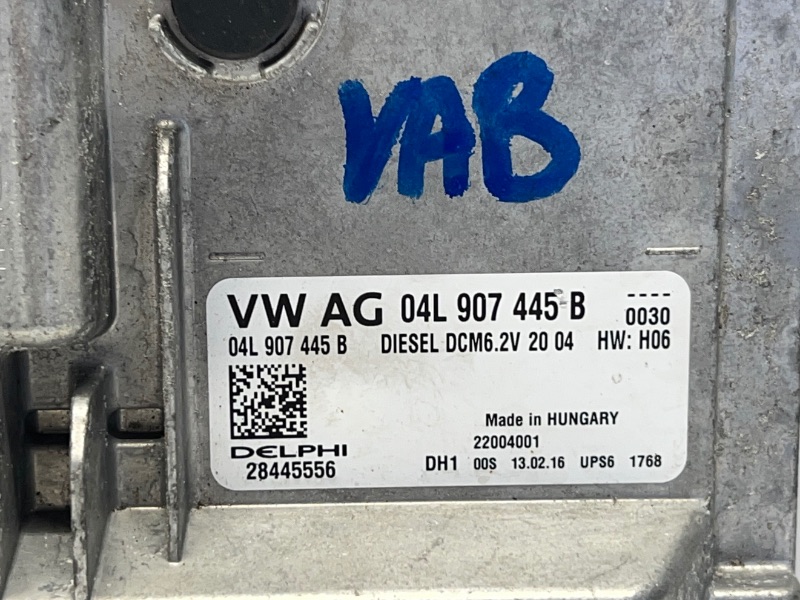 VAB
VW AG 04L 907 445 B ----
0030
04L 907 445 B DIESEL DCM6.2V 20 04 HW: H06
Made in HUNGARY
22004001
DELPHI
28445556 DH1 00S 13.02.16 UPS6 1768